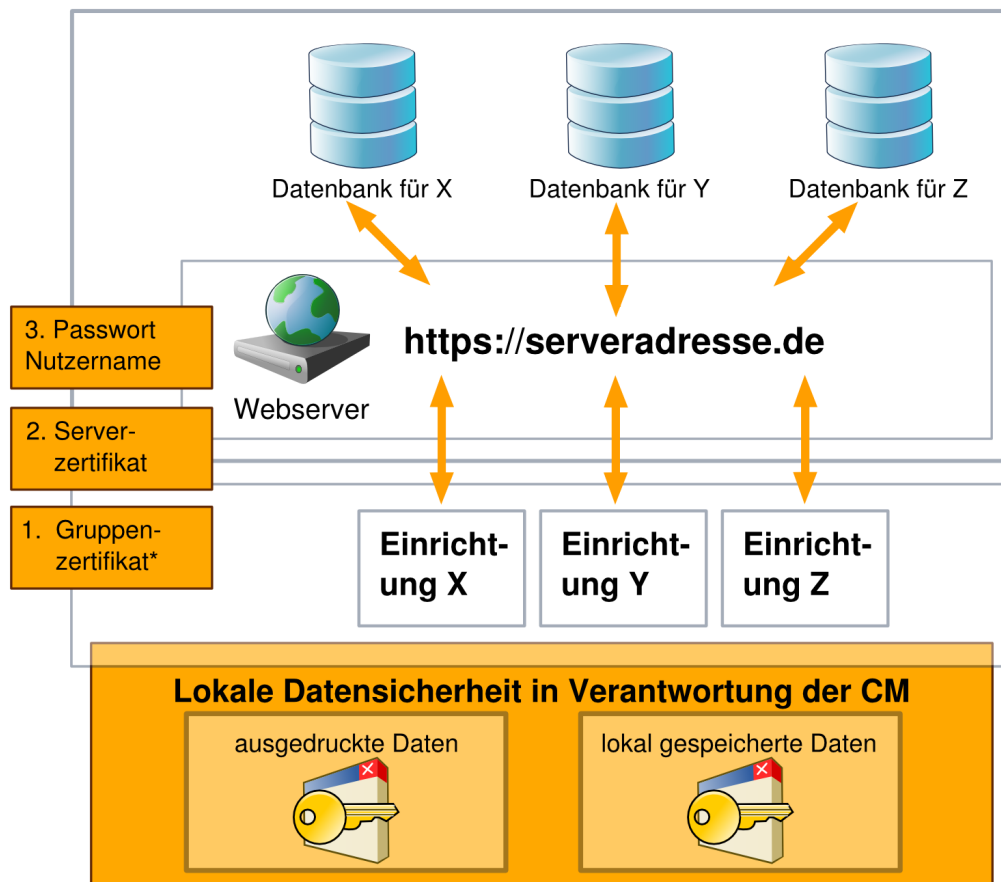 Datenbank für X
Datenbank für Y
Datenbank für Z
3. Passwort
Nutzername
https://serveradresse.de
Webserver
2. Server-
zertifikat
1. Gruppen-
zertifikat*
Einricht-
ung X
Einricht-
ung Y
Einricht-
ung Z
Lokale Datensicherheit in Verantwortung der CM
ausgedruckte Daten
lokal gespeicherte Daten